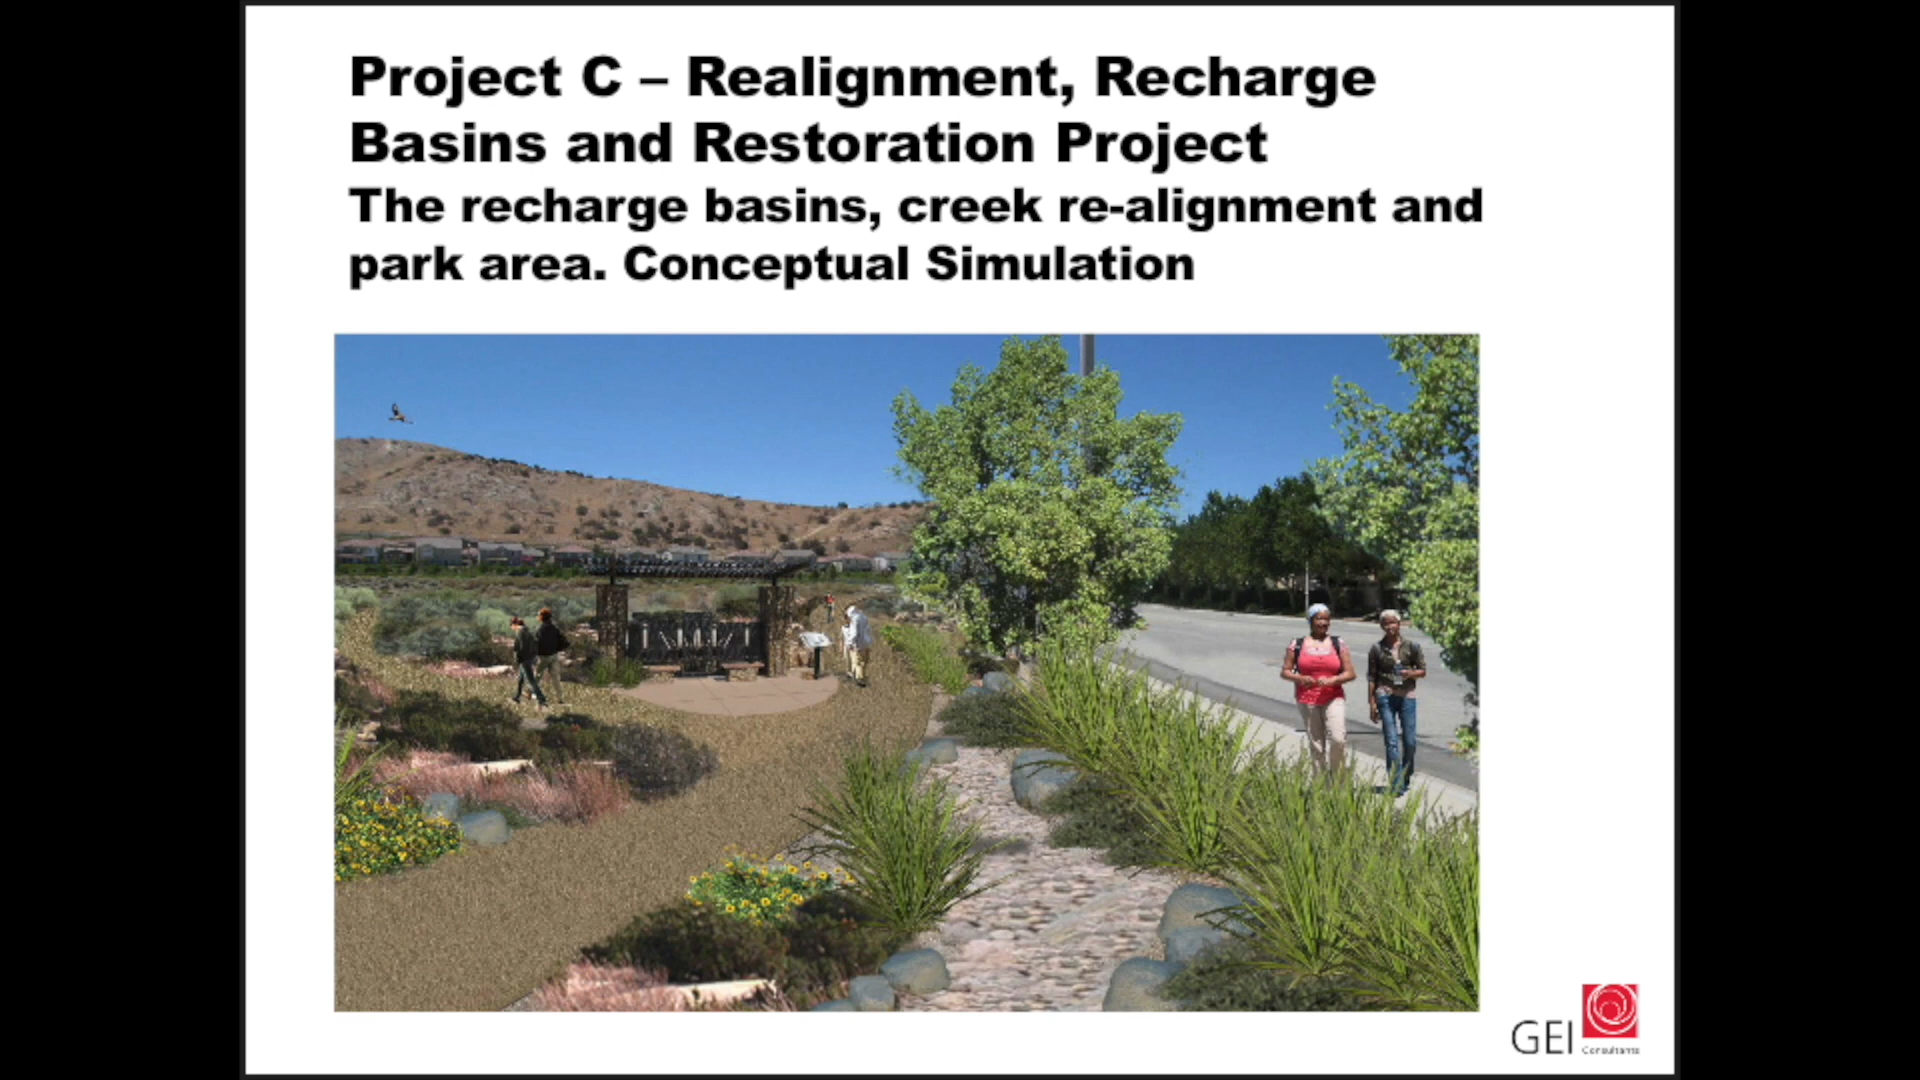 Project C – Realignment, Recharge
Basins and Restoration Project
The recharge basins, creek re-alignment and
park area. Conceptual Simulation
GEI
Consultants